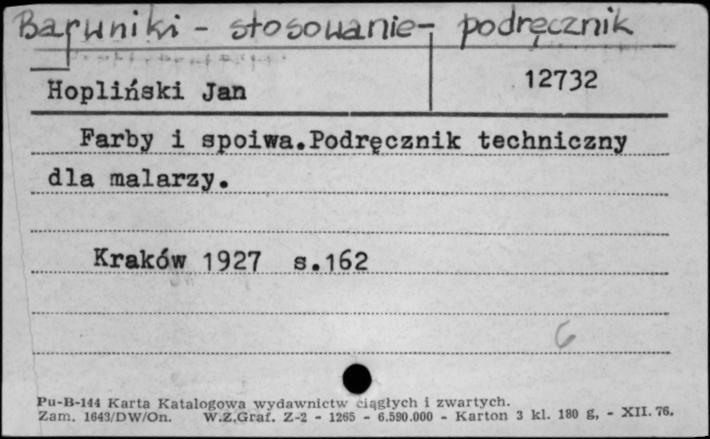 Barwniki - stosowanie - podręcznik
Hopliński Jan
12732
Farby i spoiwa.Podręcznik techniczny
dla malarzy.
Kraków 1927 s.162
6
Pu-B-144 Karta Katalogowa wydawnictw ciągłych i zwartych.
Zam. 1643/DW/On. W.Z.Graf. Z-2 - 1265 - 6.590.000 - Karton 3 kl. 180 g, - XII. 76.